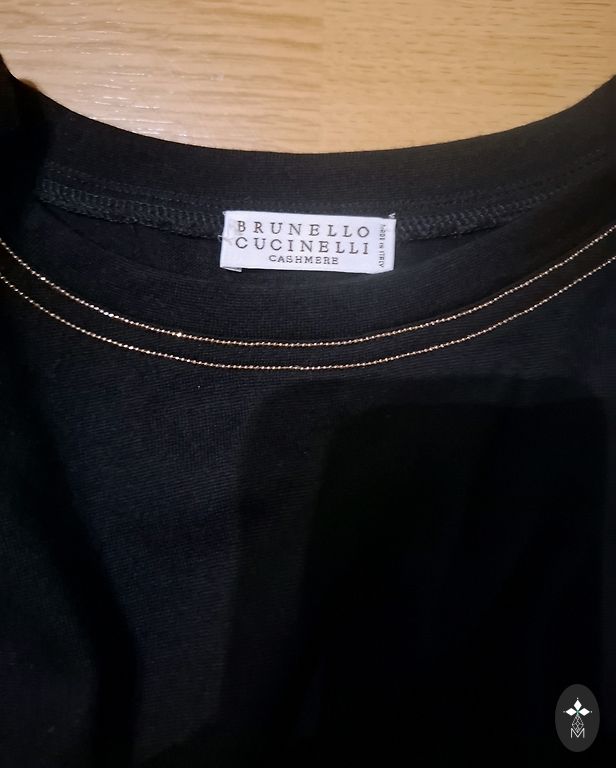 BRUNELLO
CUCINELLI
CASHMERE
MADE IN ITALY
M